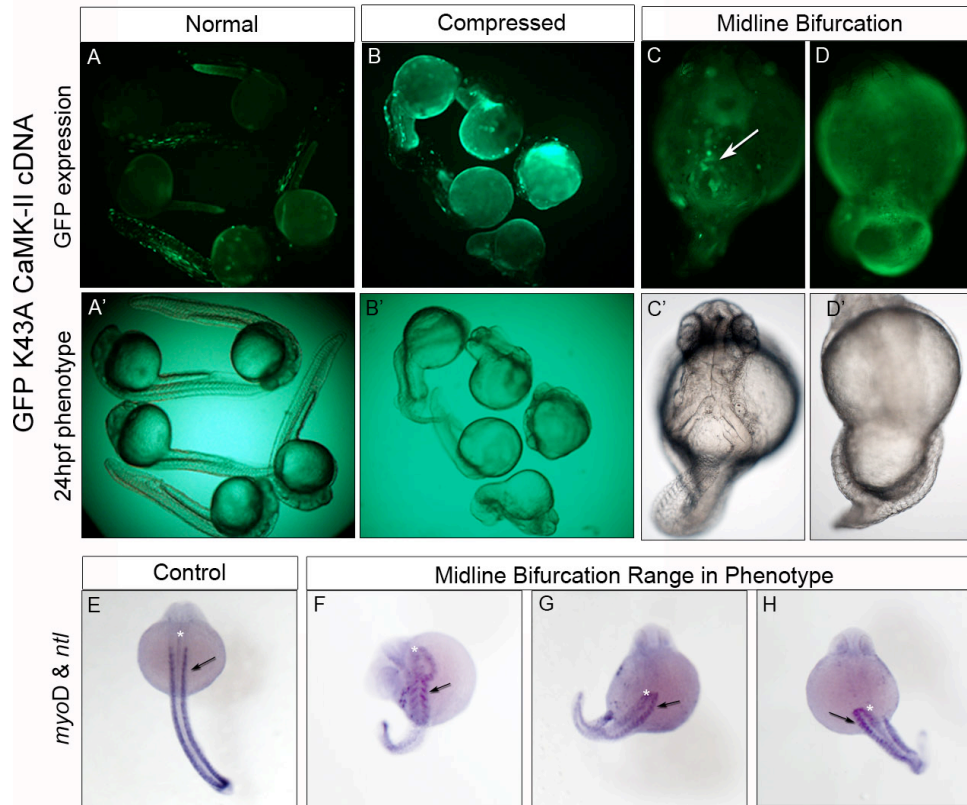 Normal
Compressed
Midline Bifurcation
GFP K43A CaMK-II cDNA
GFP expression
A
B
C
D
24hpf phenotype
A'
B'
C'
D'
Control
Midline Bifurcation Range in Phenotype
myoD & ntl
E
*
F
*
G
*
H
*